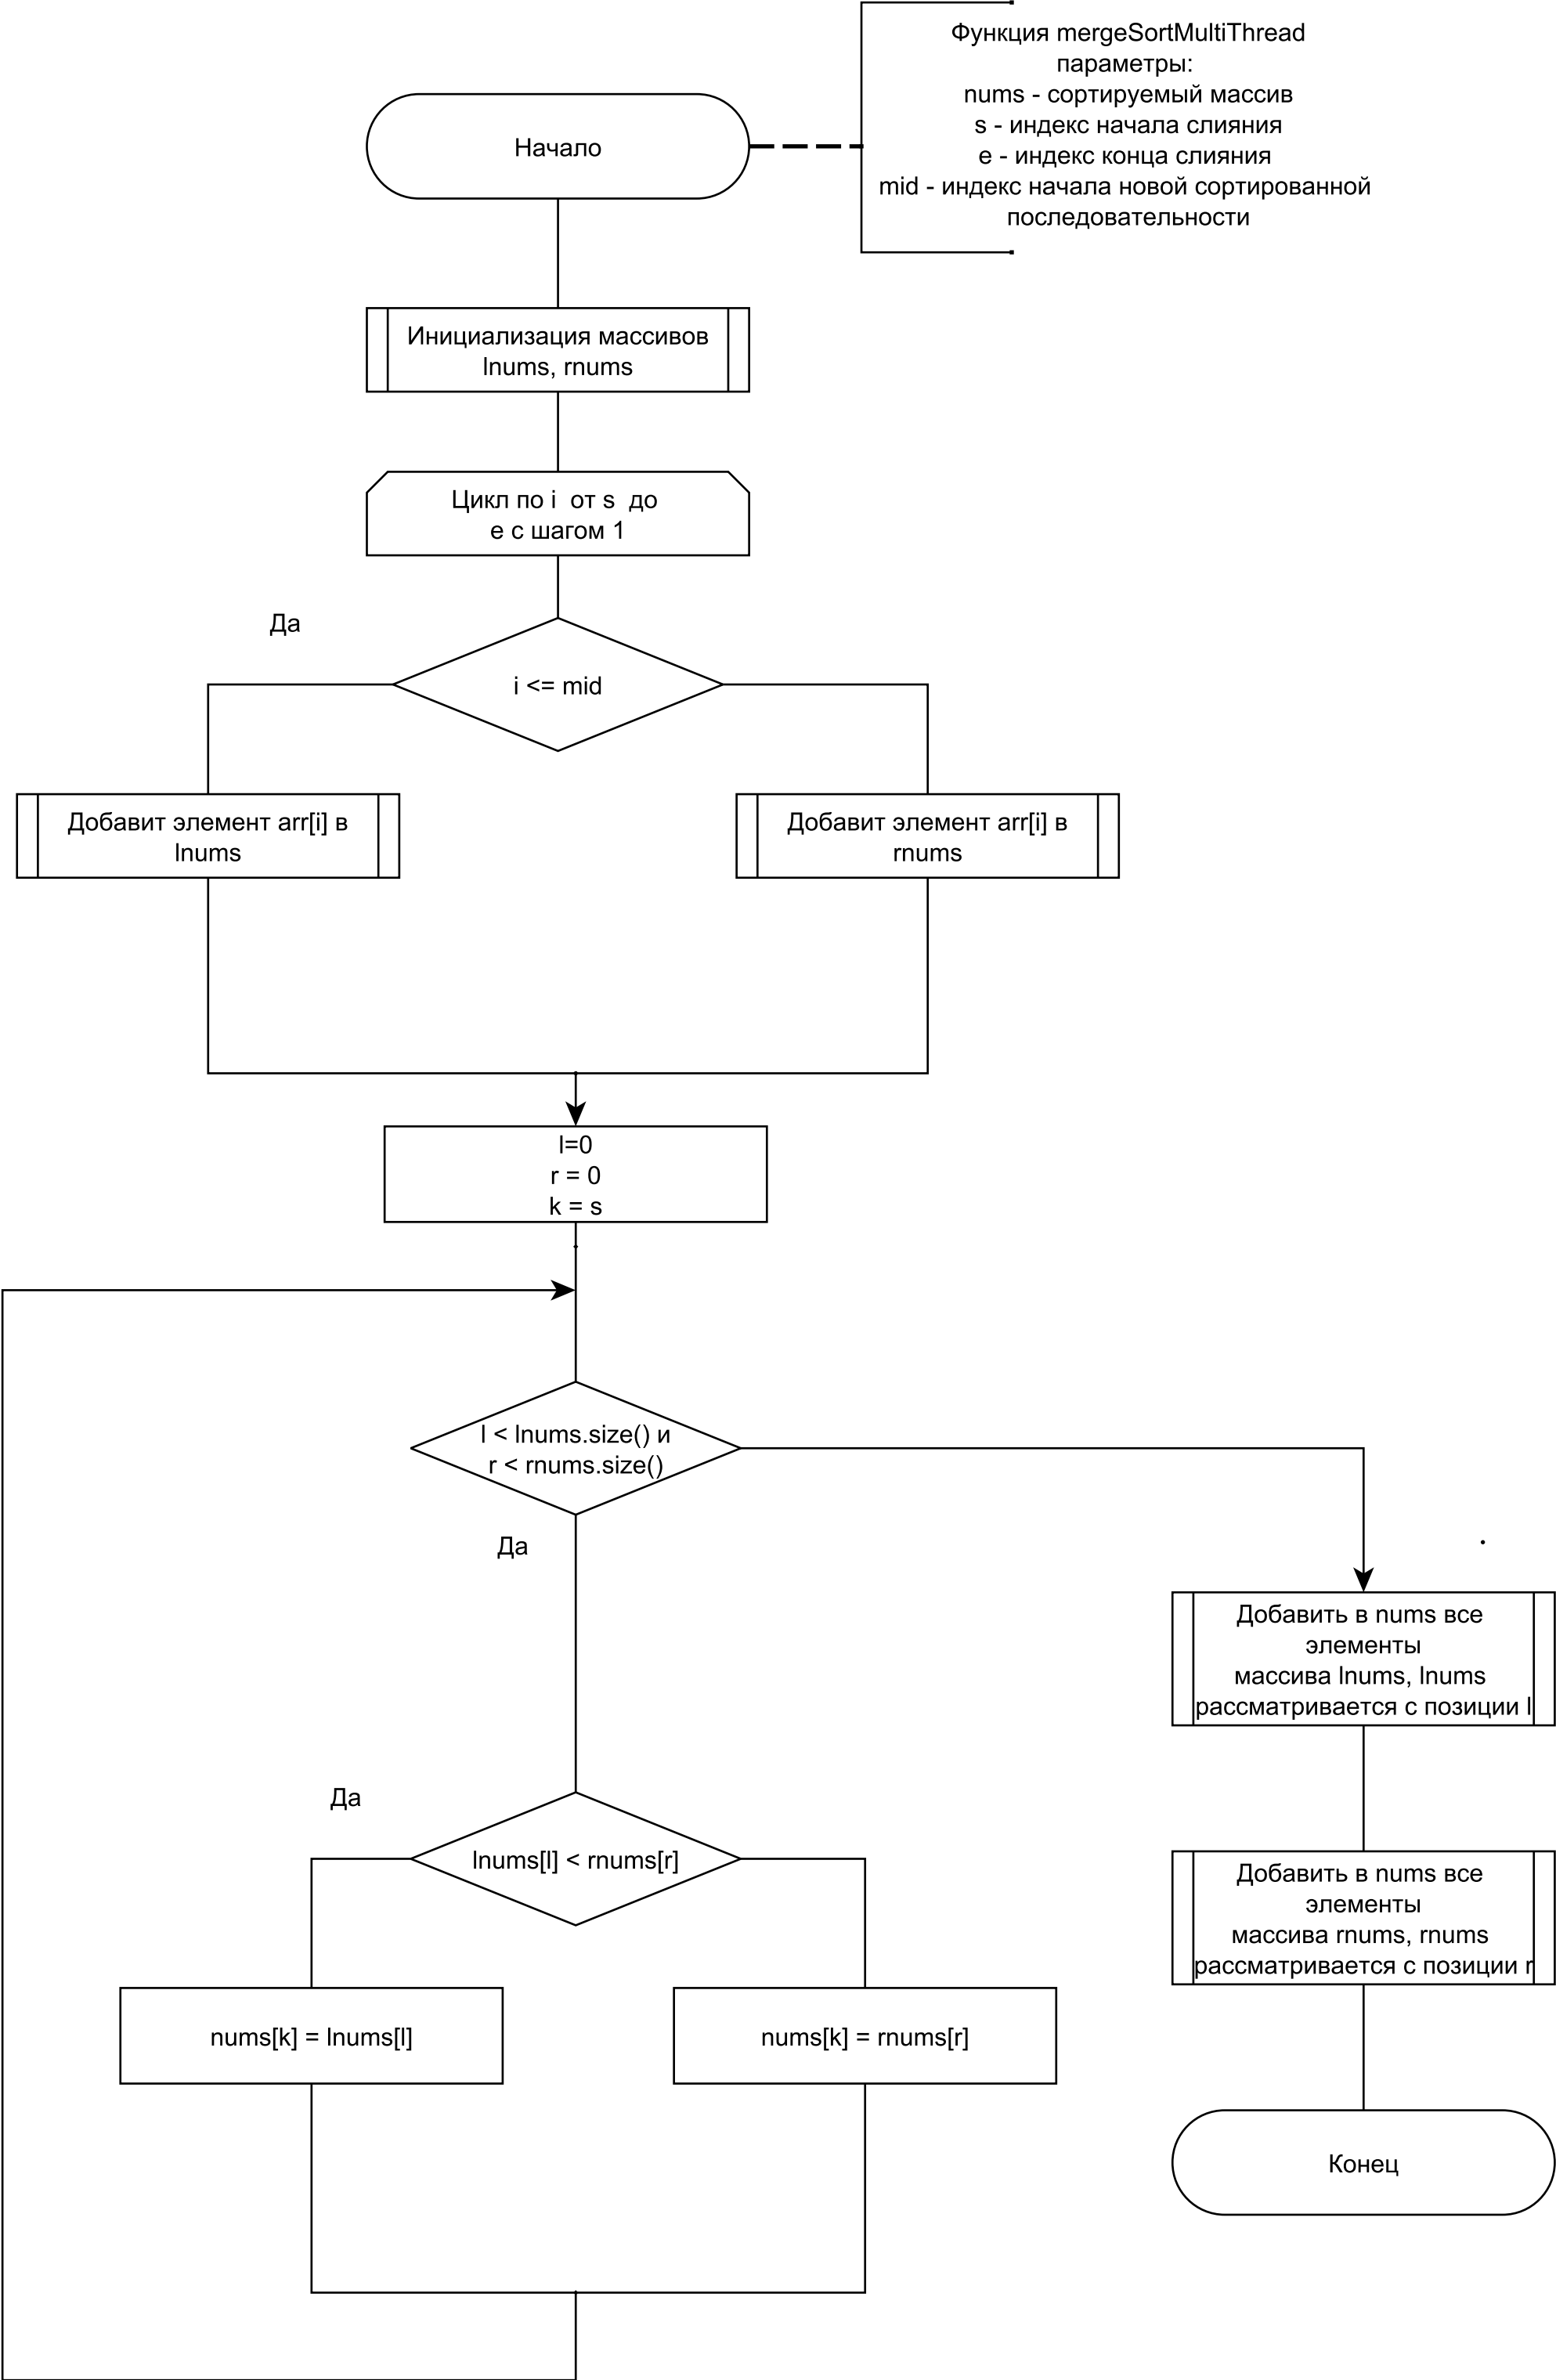 Функция mergeSortMultiThread
параметры:
nums - сортируемый массив
s - индекс начала слияния
e - индекс конца слияния
mid - индекс начала новой сортированной
последовательности
Начало
Инициализация массивов
lnums, rnums
Цикл по i от s до
e с шагом 1
Да
i <= mid
Добавит элемент arr[i] в
lnums
Добавит элемент arr[i] в
rnums
l=0
r = 0
k = s
l < lnums.size() и
r < rnums.size()
Да
Добавить в nums все
элементы
массива lnums, lnums
рассматривается с позиции l
Да
lnums[l] < rnums[r]
Добавить в nums все
элементы
массива rnums, rnums
рассматривается с позиции r
nums[k] = lnums[l]
nums[k] = rnums[r]
Конец